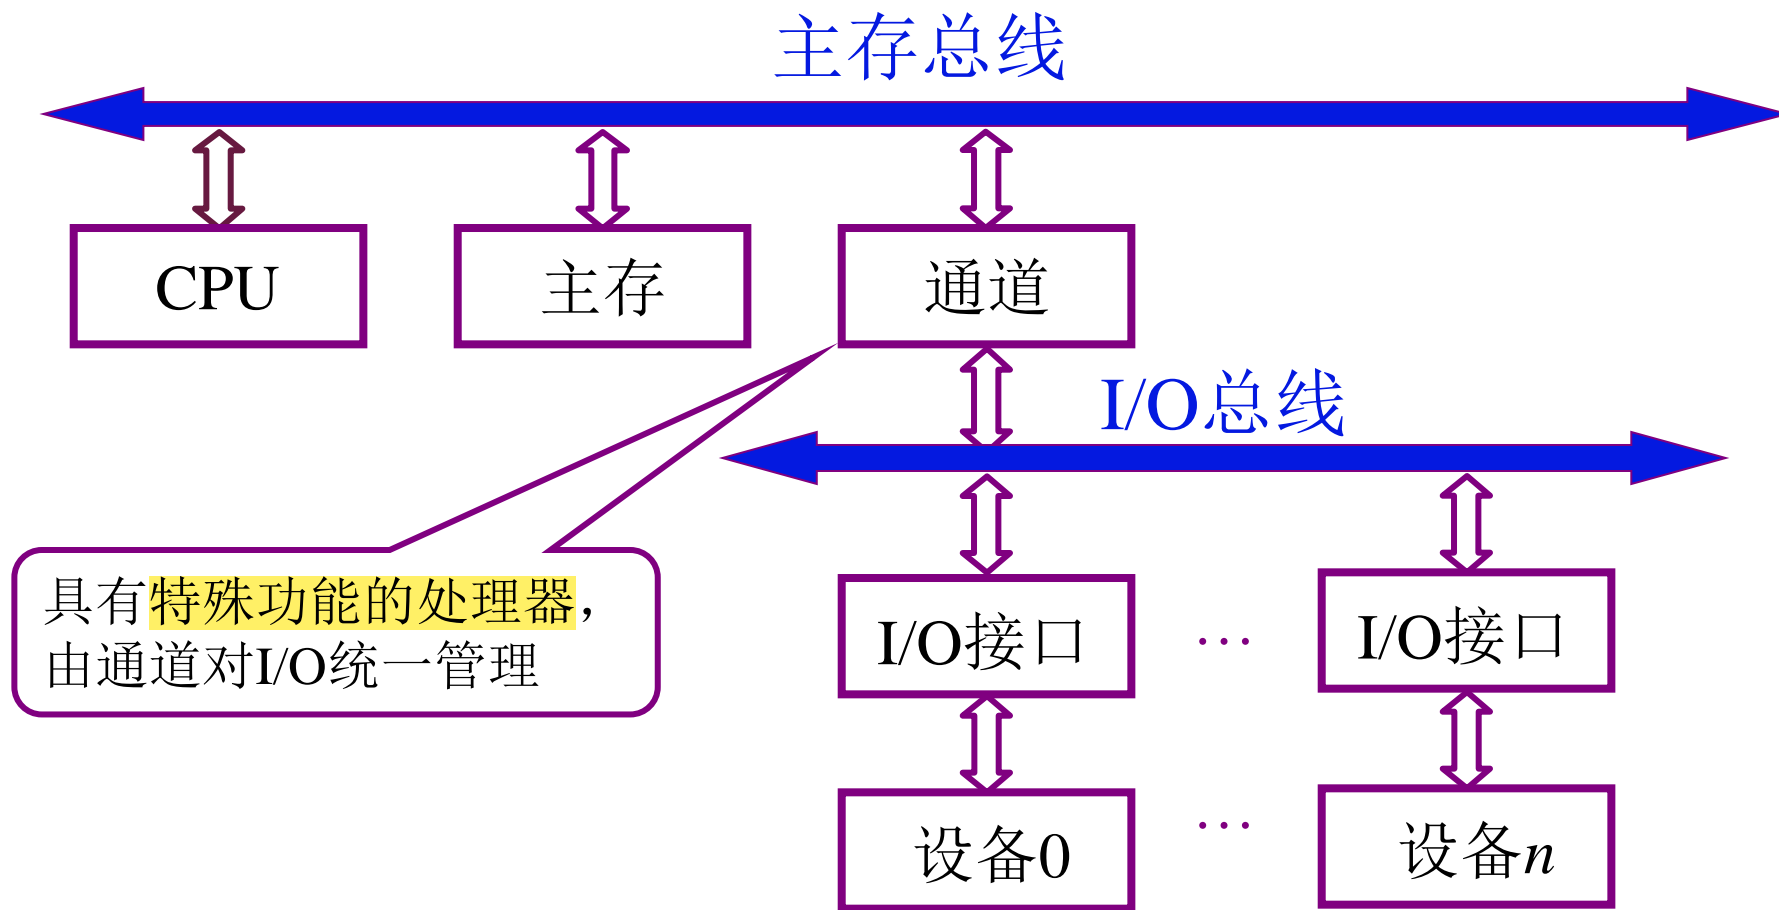 主存总线
CPU
主存
通道
I/O总线
具有特殊功能的处理器，
由通道对I/O统一管理
I/O接口
…
I/O接口
设备0
…
设备n